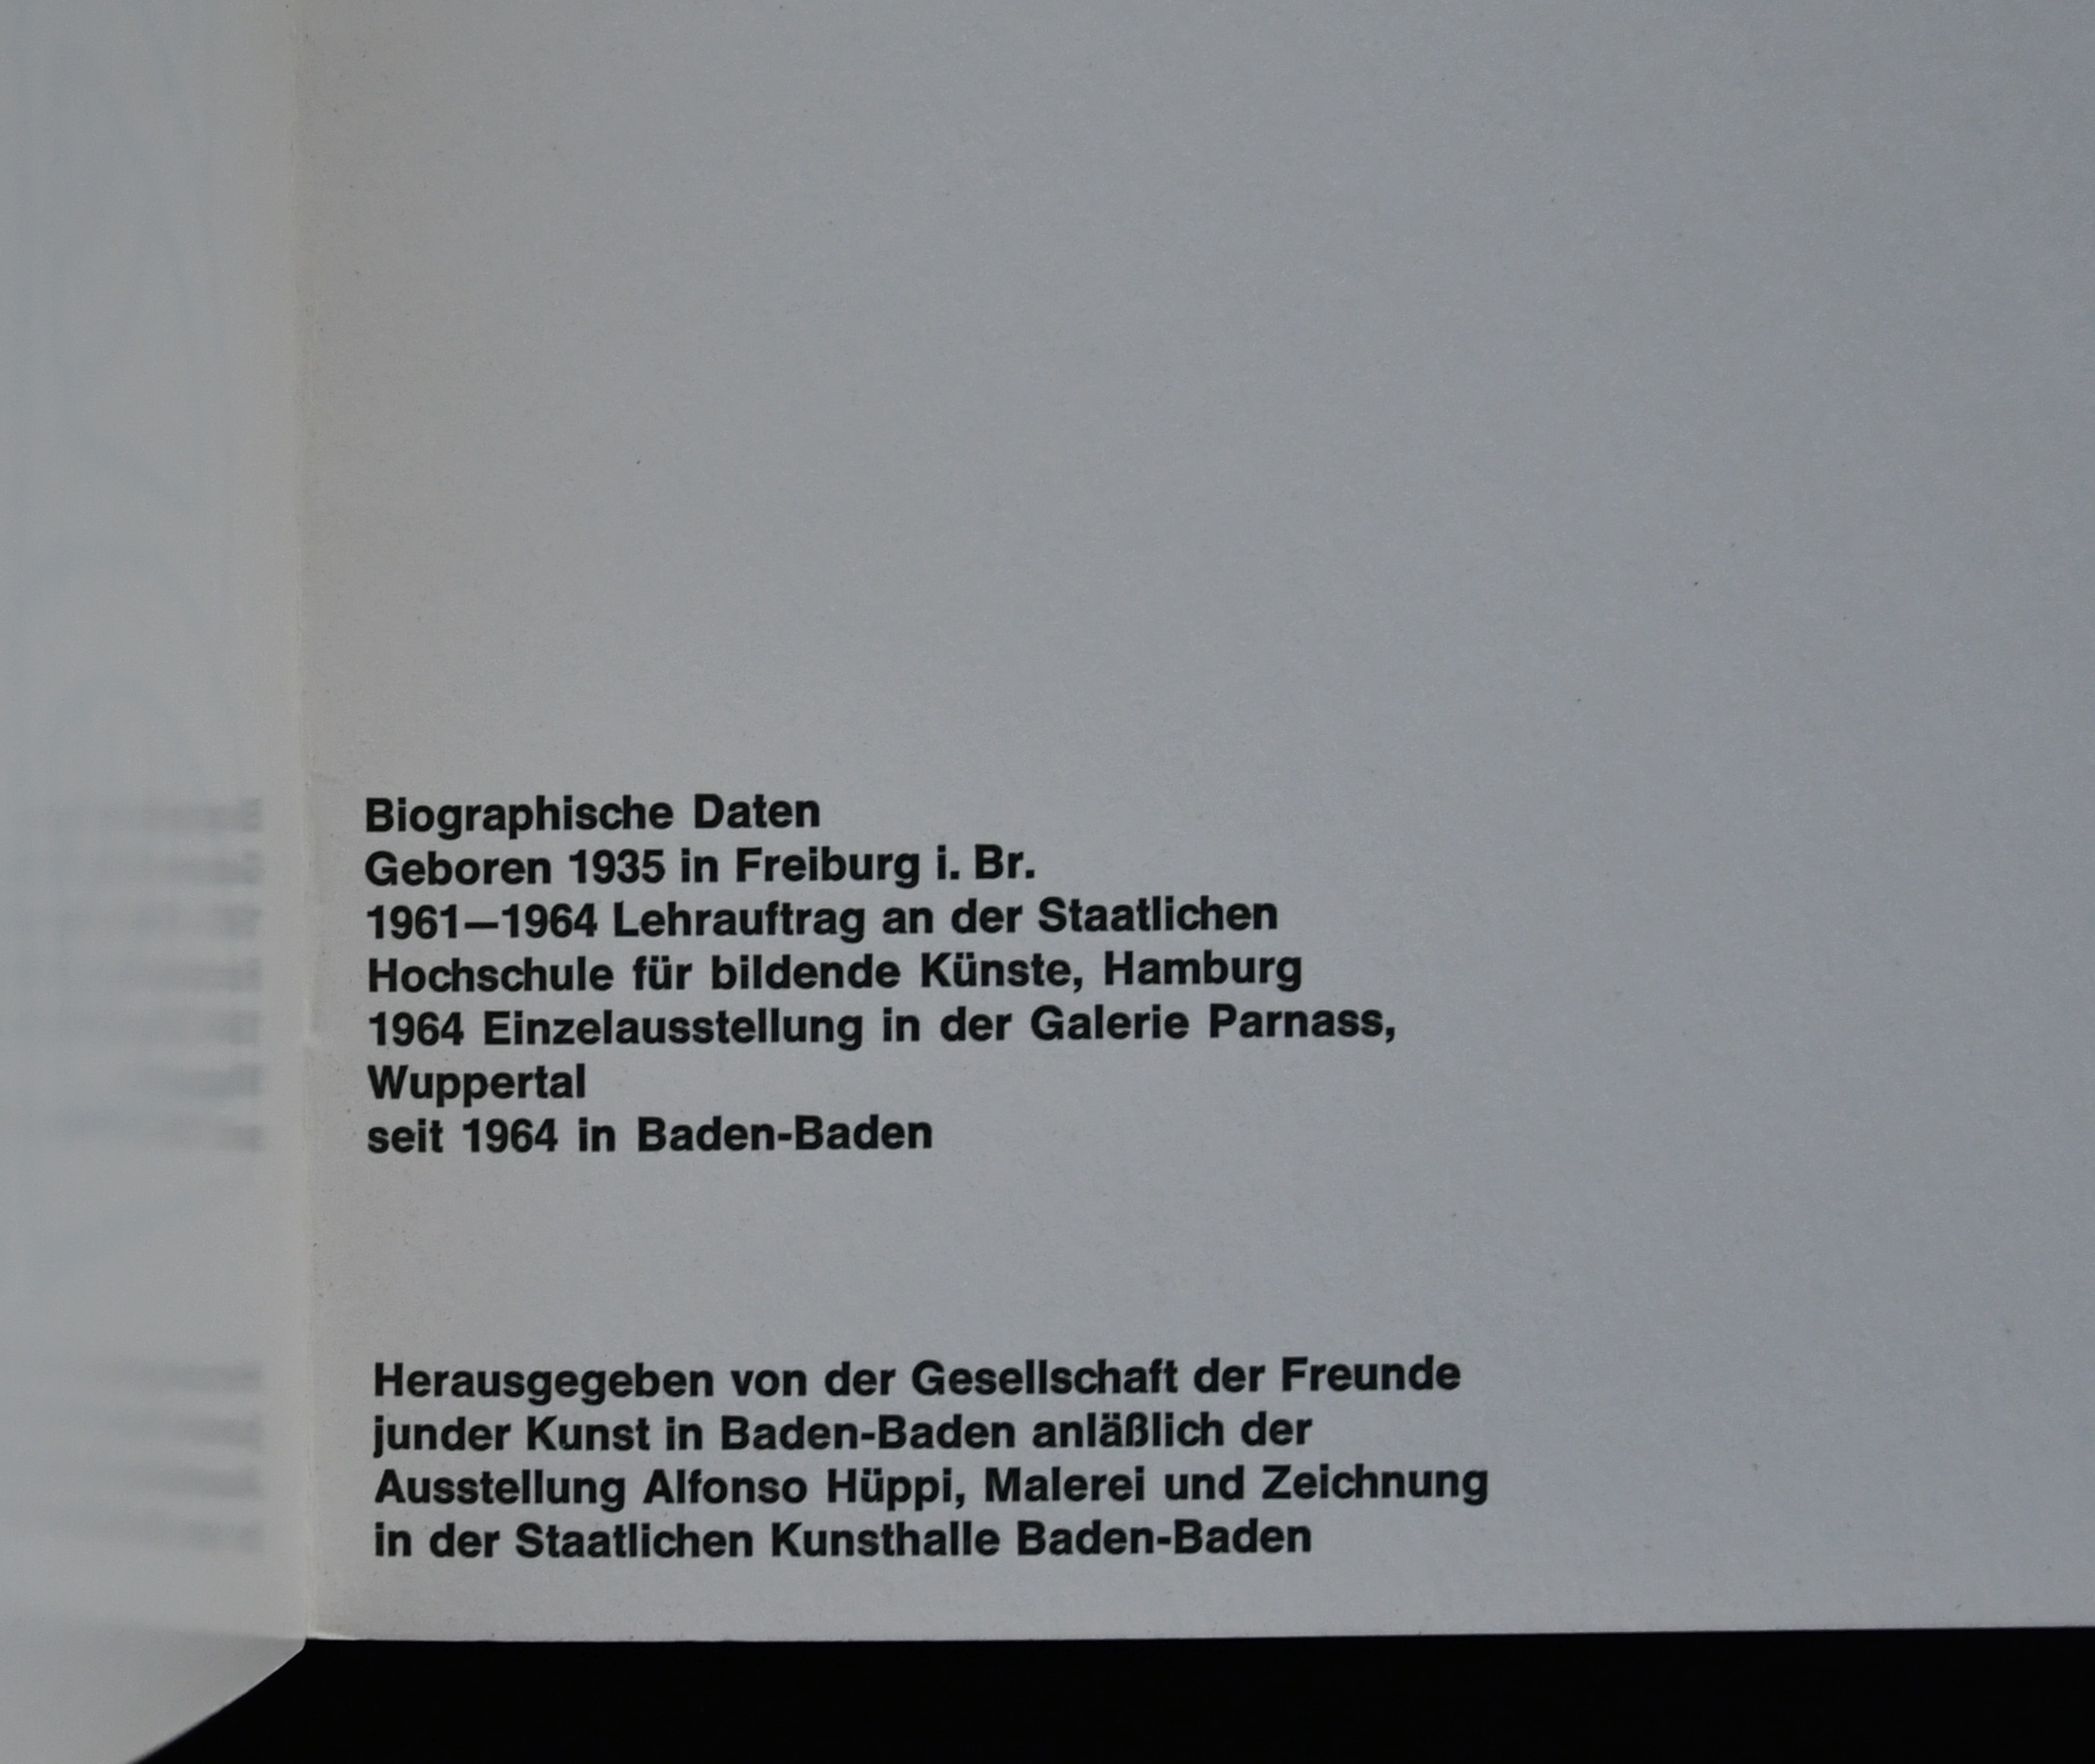 Biographische Daten
Geboren 1935 in Freiburg i. Br.
1961—1964 Lehrauftrag an der Staatlichen
Hochschule für bildende Künste, Hamburg
1964 Einzelausstellung in der Galerie Parnass,
Wuppertal
seit 1964 in Baden-Baden
Herausgegeben von der Gesellschaft der Freunde
junder Kunst in Baden-Baden anläßlich der
Ausstellung Alfonso Hüppi, Malerei und Zeichnung
in der Staatlichen Kunsthalle Baden-Baden